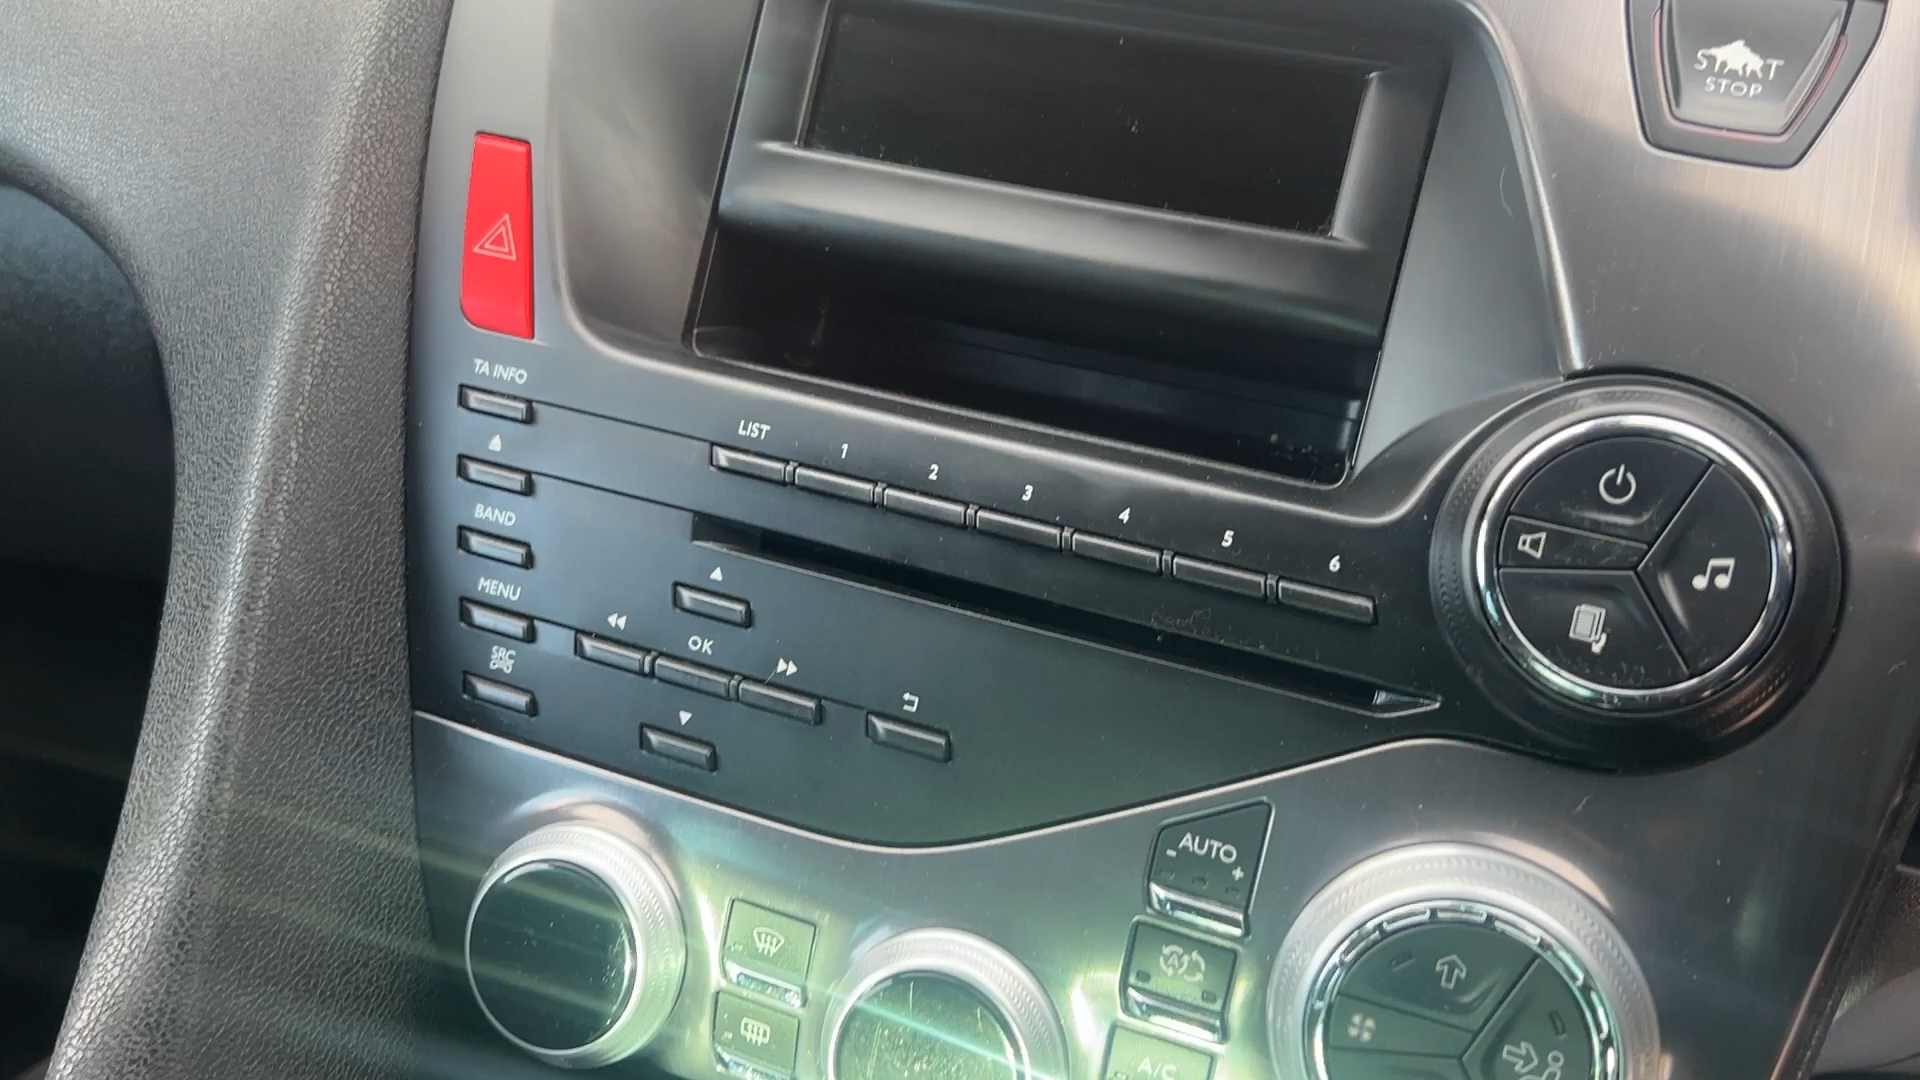 START
STOP
TA INFO
LIST
1
2
3
4
5
6
BAND
MENU
OK
SRC
AUTO
- +
A
A/C